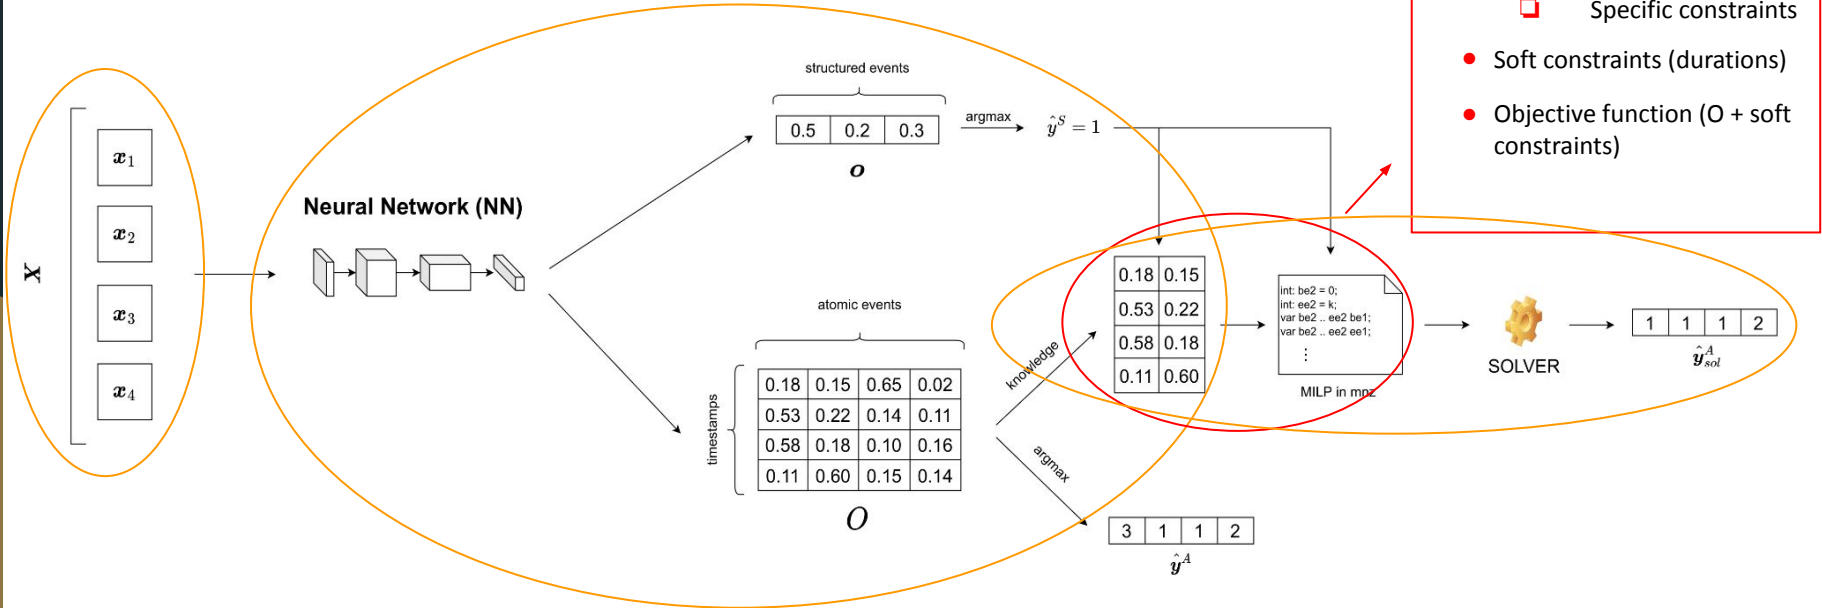 ❏ Specific constraints
● Soft constraints (durations)
● Objective function (O + soft
constraints)
X
x₁
x₂
x₃
x₄
Neural Network (NN)
structured events
0.5 0.2 0.3
o
argmax
ŷ^S = 1
atomic events
timestamps
0.18 0.15 0.65 0.02
0.53 0.22 0.14 0.11
0.58 0.18 0.10 0.16
0.11 0.60 0.15 0.14
O
knowledge
argmax
3 1 1 2
ŷ^A
0.18 0.15
0.53 0.22
0.58 0.18
0.11 0.60
int: be2 = 0;
int: ee2 = k;
var be2 .. ee2 be1;
var be2 .. ee2 ee1;
⋮
MILP in mnz
SOLVER
1 1 1 2
ŷ^A_sol